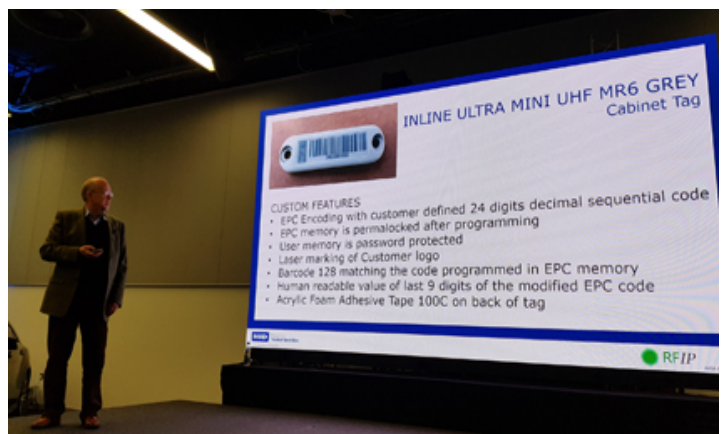 INLINE ULTRA MINI UHF MR6 GREY
Cabinet Tag
CUSTOM FEATURES
• EPC Encoding with customer defined 24 digits decimal sequential code
• EPC memory is permalocked after programming
• User memory is password protected
• Laser marking of Customer logo
• Barcode 128 matching the code programmed in EPC memory
• Human readable value of last 9 digits of the modified EPC code
• Acrylic Foam Adhesive Tape 100C on back of tag
RFIP